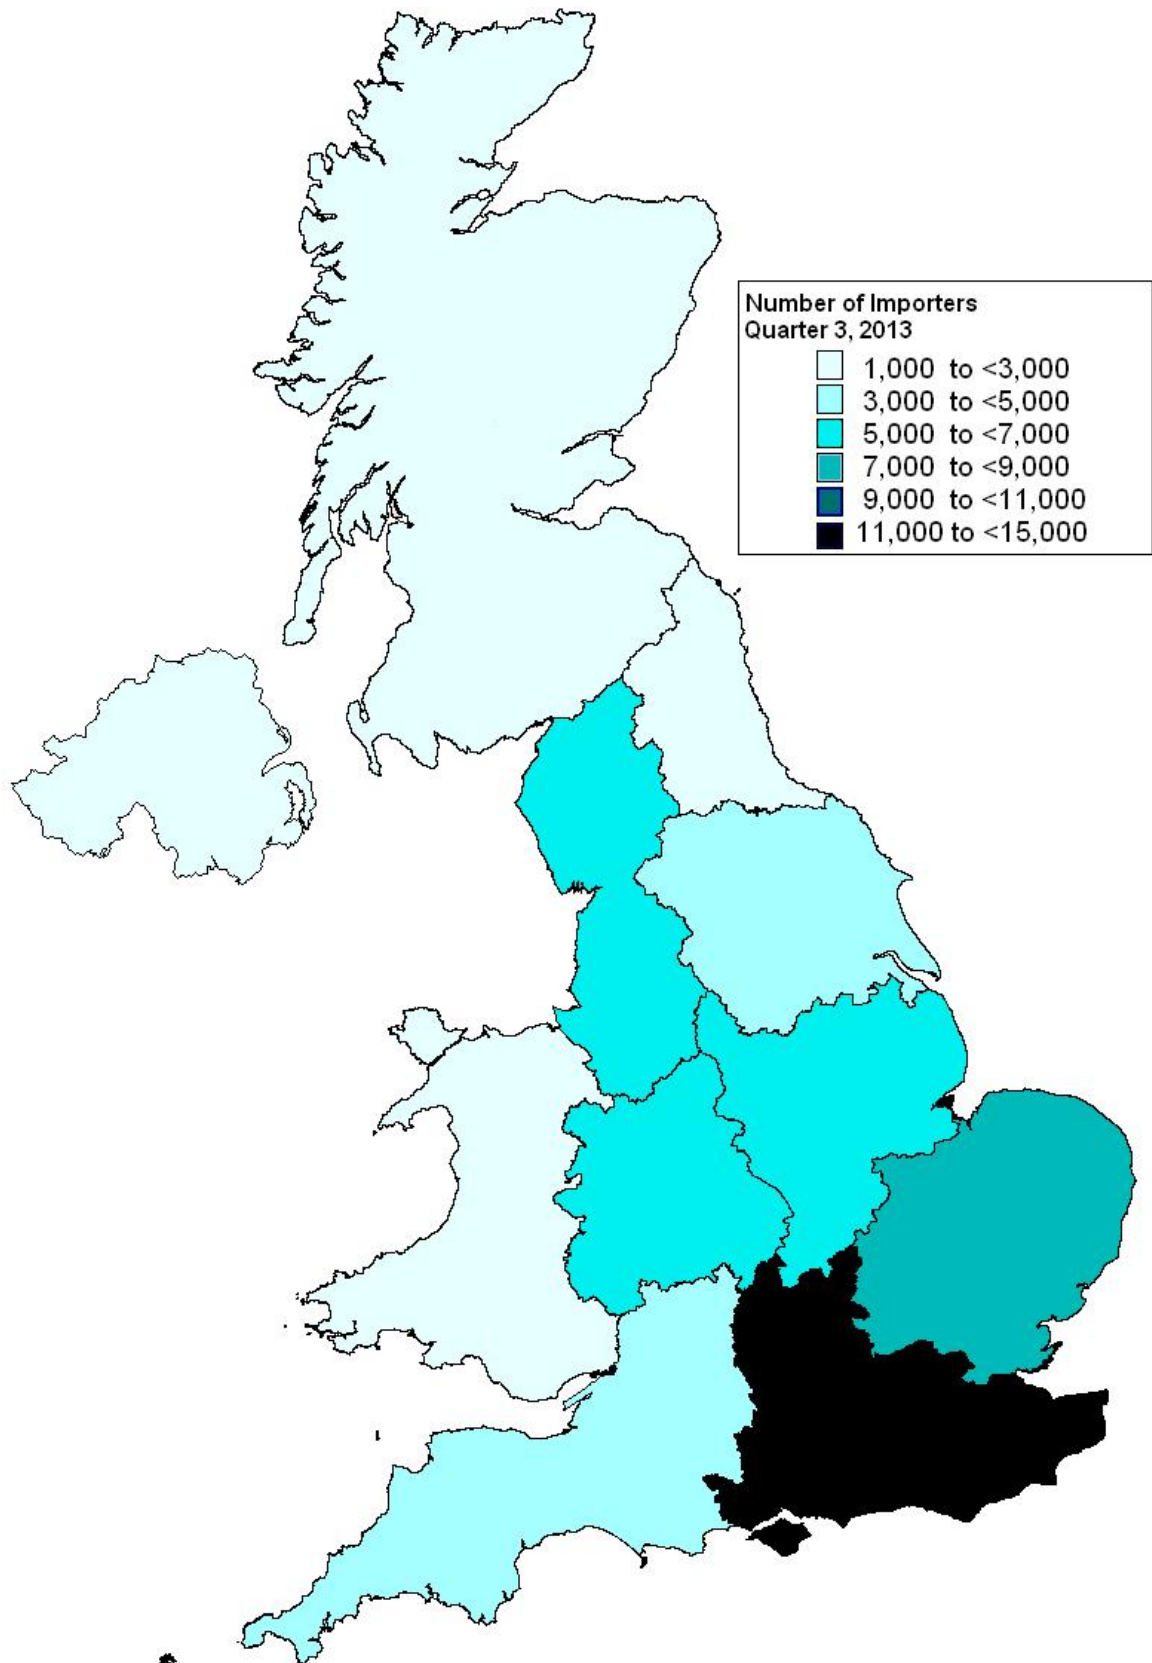 Number of Importers
Quarter 3, 2013
1,000 to <3,000
3,000 to <5,000
5,000 to <7,000
7,000 to <9,000
9,000 to <11,000
11,000 to <15,000